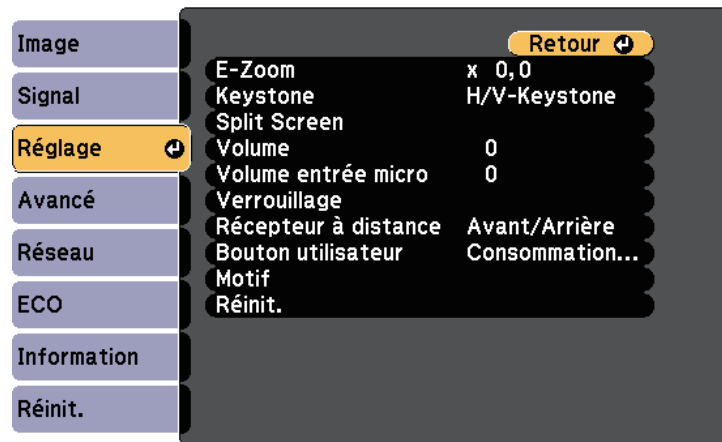 Image
Signal
Réglage
Avancé
Réseau
ECO
Information
Réinit.
Retour
E-Zoom x 0,0
Keystone H/V-Keystone
Split Screen
Volume 0
Volume entrée micro 0
Verrouillage
Récepteur à distance Avant/Arrière
Bouton utilisateur Consommation...
Motif
Réinit.